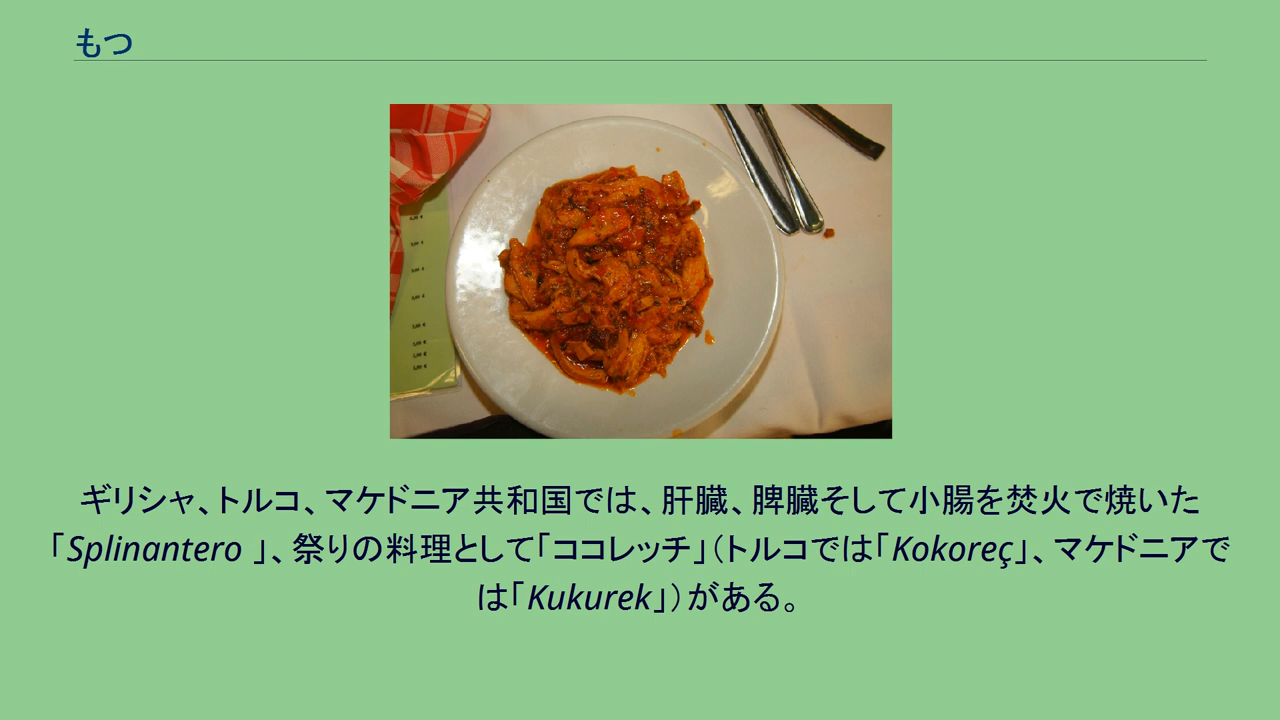 もつ
ギリシャ、トルコ、マケドニア共和国では、肝臓、脾臓そして小腸を焚火で焼いた
「Splinantero 」、祭りの料理として「ココレッチ」(トルコでは「Kokoreç」、マケドニアで
は「Kukurek」)がある。